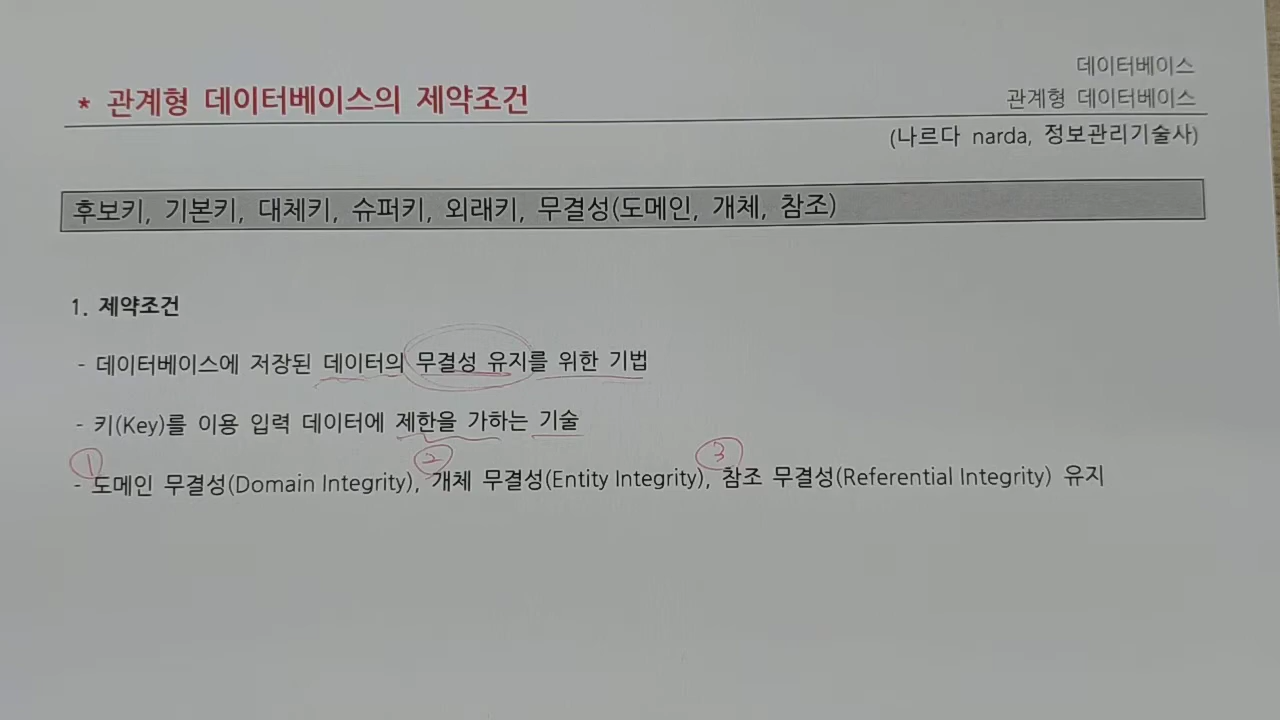 데이터베이스
* 관계형 데이터베이스의 제약조건
관계형 데이터베이스
(나르다 narda, 정보관리기술사)
후보키, 기본키, 대체키, 슈퍼키, 외래키, 무결성(도메인, 개체, 참조)
1. 제약조건
- 데이터베이스에 저장된 데이터의 무결성 유지를 위한 기법
- 키(Key)를 이용 입력 데이터에 제한을 가하는 기술
① ② ③
- 도메인 무결성(Domain Integrity), 개체 무결성(Entity Integrity), 참조 무결성(Referential Integrity) 유지